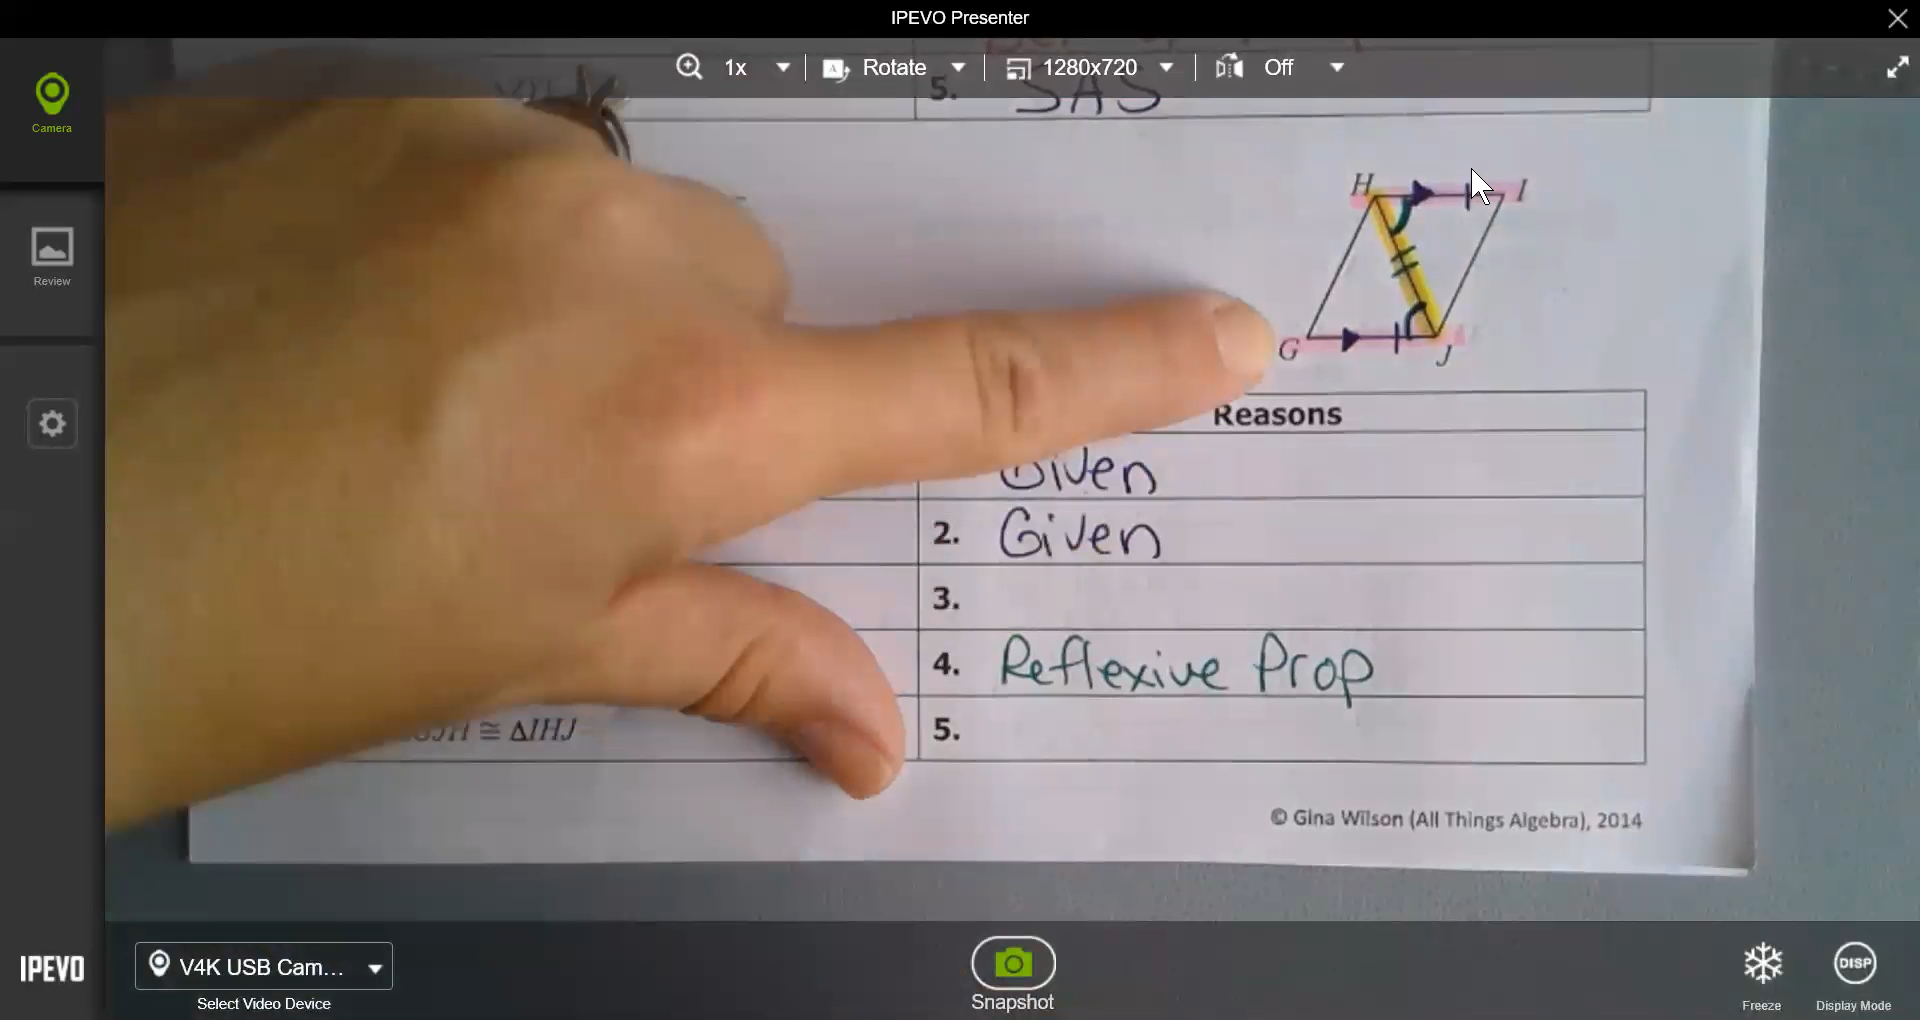 IPEVO Presenter
1x Rotate 1280x720 Off
Camera
5. SAS
H I
Review
G J
Reasons
Given
2. Given
3.
4. Reflexive Prop
≅ ΔIHJ 5.
© Gina Wilson (All Things Algebra), 2014
IPEVO V4K USB Cam... DISP
Select Video Device Snapshot Freeze Display Mode